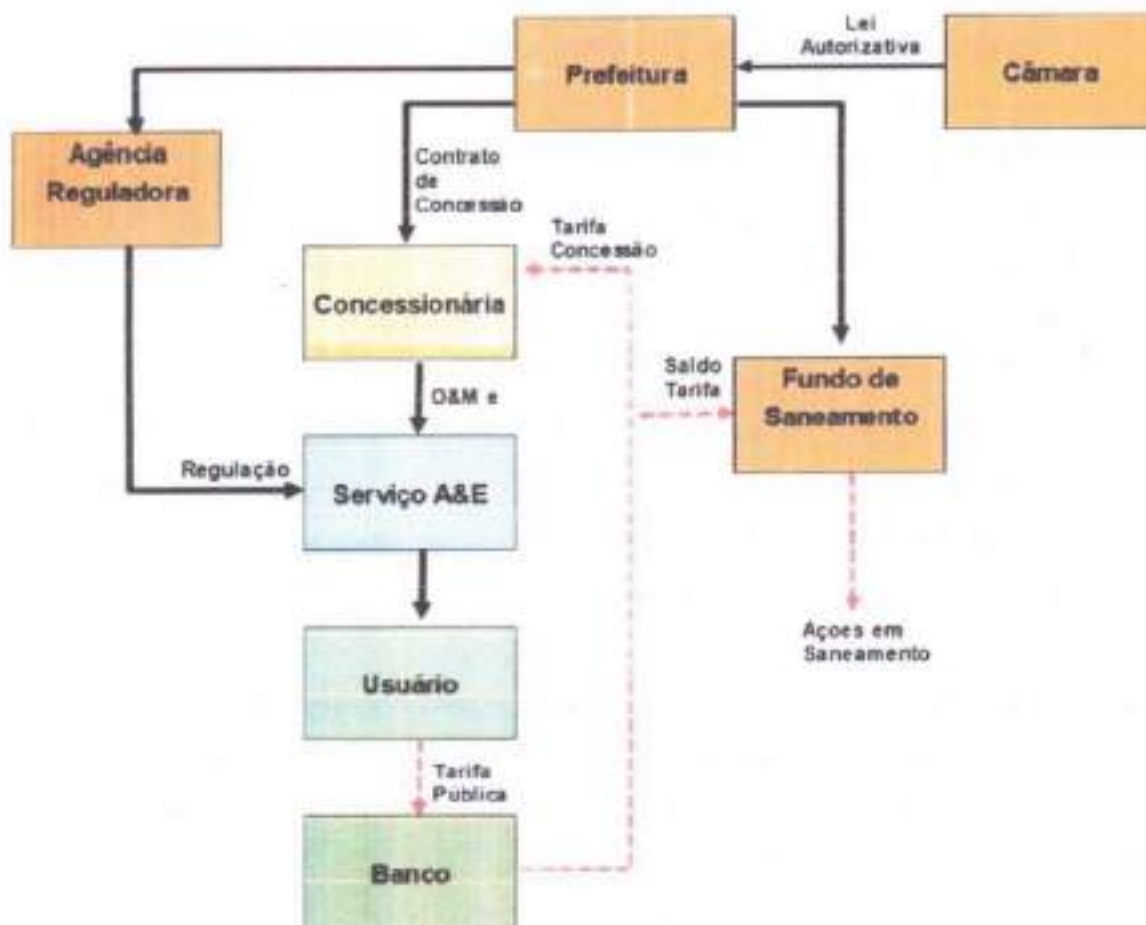 Lei
Autorizativa
Prefeitura
Câmara
Agência
Reguladora
Contrato
de
Concessão
Tarifa
Concessão
Concessionária
Saldo
Tarifa
Fundo de
Saneamento
O&M e
Regulação
Serviço A&E
Açoes em
Saneamento
Usuário
Tarifa
Pública
Banco